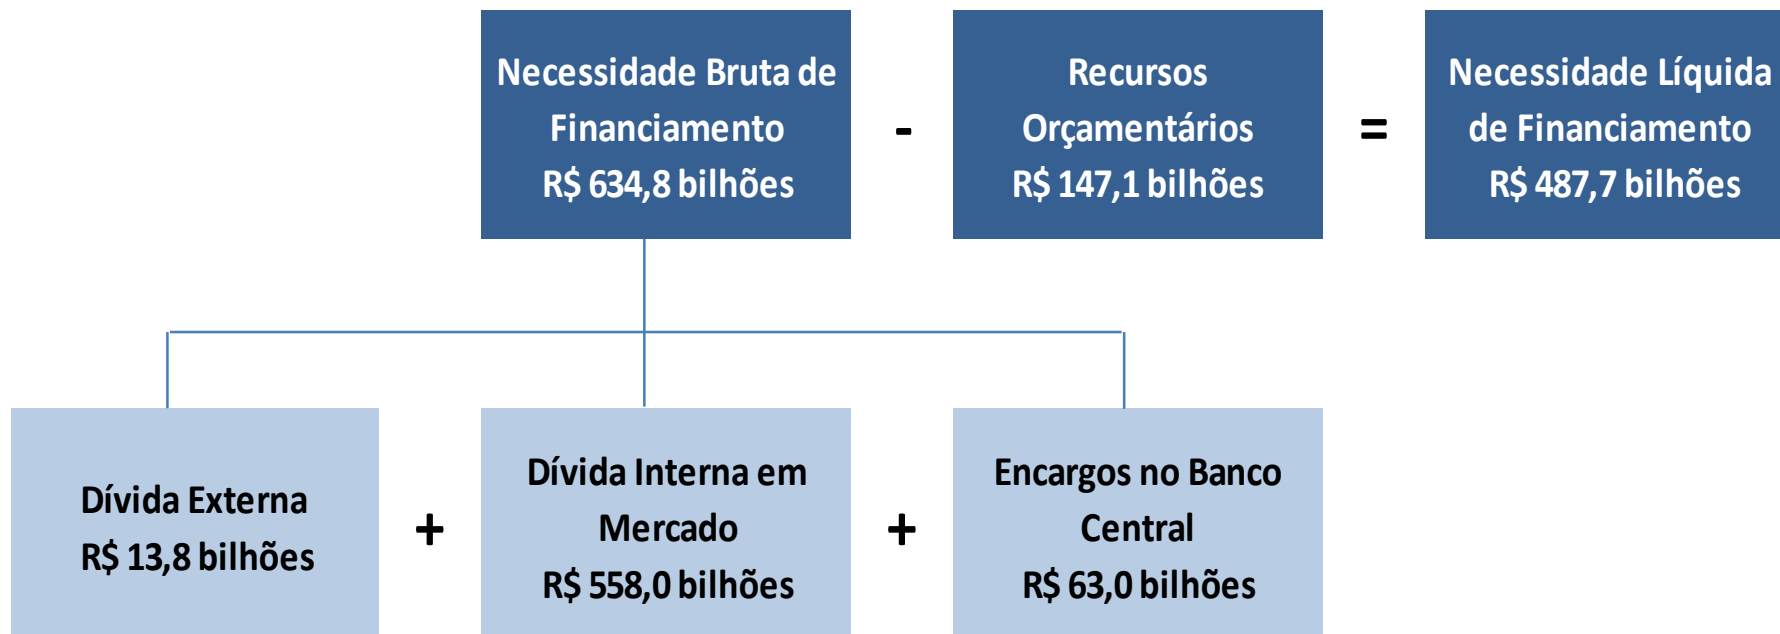 Necessidade Bruta de
Financiamento
R$ 634,8 bilhões
-
Recursos
Orçamentários
R$ 147,1 bilhões
=
Necessidade Líquida
de Financiamento
R$ 487,7 bilhões
Dívida Externa
R$ 13,8 bilhões
+
Dívida Interna em
Mercado
R$ 558,0 bilhões
+
Encargos no Banco
Central
R$ 63,0 bilhões